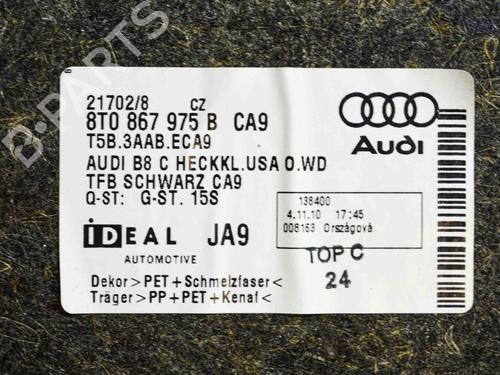 21702/8 CZ
8T0 867 975 B CA9
T5B.3AAB.ECA9
AUDI B8 C HECKKL.USA O.WD
TFB SCHWARZ CA9
Q-ST: G-ST. 15S
IDEAL JA9
AUTOMOTIVE
Dekor>PET+Schmelzfaser<
Träger>PP+PET+Kenaf<
Audi
138400
4.11.10 17:45
008163 Országová
TOP C
24
B-PARTS